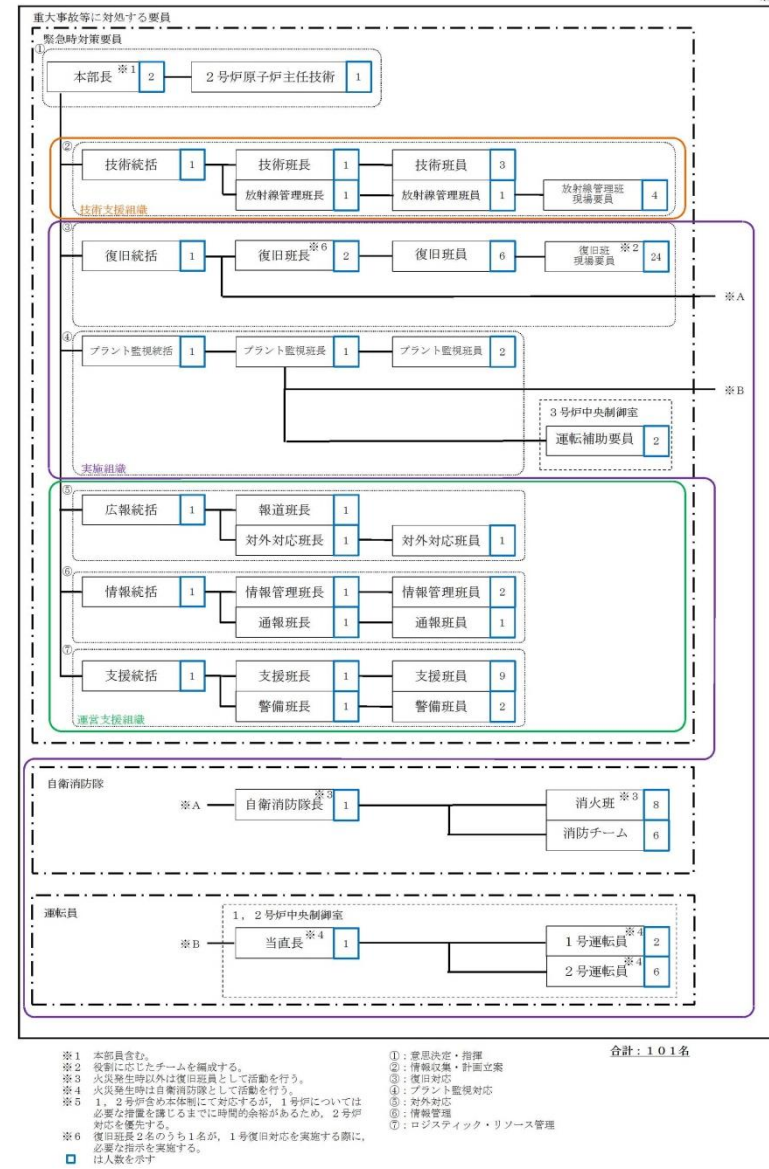 重大事故等に対処する要員
緊急時対策要員
①
本部長 ※1 2 2号炉原子炉主任技術 1
②
技術統括 1 技術班長 1 技術班員 3
放射線管理班長 1 放射線管理班員 1 放射線管理班
現場要員 4
技術支援組織
③
復旧統括 1 復旧班長 ※6 2 復旧班員 6 復旧班 ※2
現場要員 24
※A
④
プラント監視統括 1 プラント監視班長 1 プラント監視班員 2
※B
3号炉中央制御室
運転補助要員 2
実施組織
⑤
広報統括 1 報道班長 1
対外対応班長 1 対外対応班員 1
⑥
情報統括 1 情報管理班長 1 情報管理班員 2
通報班長 1 通報班員 1
⑦
支援統括 1 支援班長 1 支援班員 9
警備班長 1 警備班員 2
運営支援組織
自衛消防隊
※A 自衛消防隊長 ※3 1 消火班 ※3 8
消防チーム 6
運転員
1,2号炉中央制御室
※B 当直長 ※4 1 1号運転員 ※4 2
2号運転員 ※4 6
合計:101名
※1 本部員含む。
※2 役割に応じたチームを編成する。
※3 火災発生時以外は復旧班員として活動を行う。
※4 火災発生時は自衛消防隊として活動を行う。
※5 1,2号炉含め本体制にて対応するが,1号炉については
必要な措置を講じるまでに時間的余裕があるため,2号炉
対応を優先する。
※6 復旧班長2名のうち1名が,1号復旧対応を実施する際に,
必要な指示を実施する。
は人数を示す
①:意思決定・指揮
②:情報収集・計画立案
③:復旧対応
④:プラント監視対応
⑤:対外対応
⑥:情報管理
⑦:ロジスティック・リソース管理